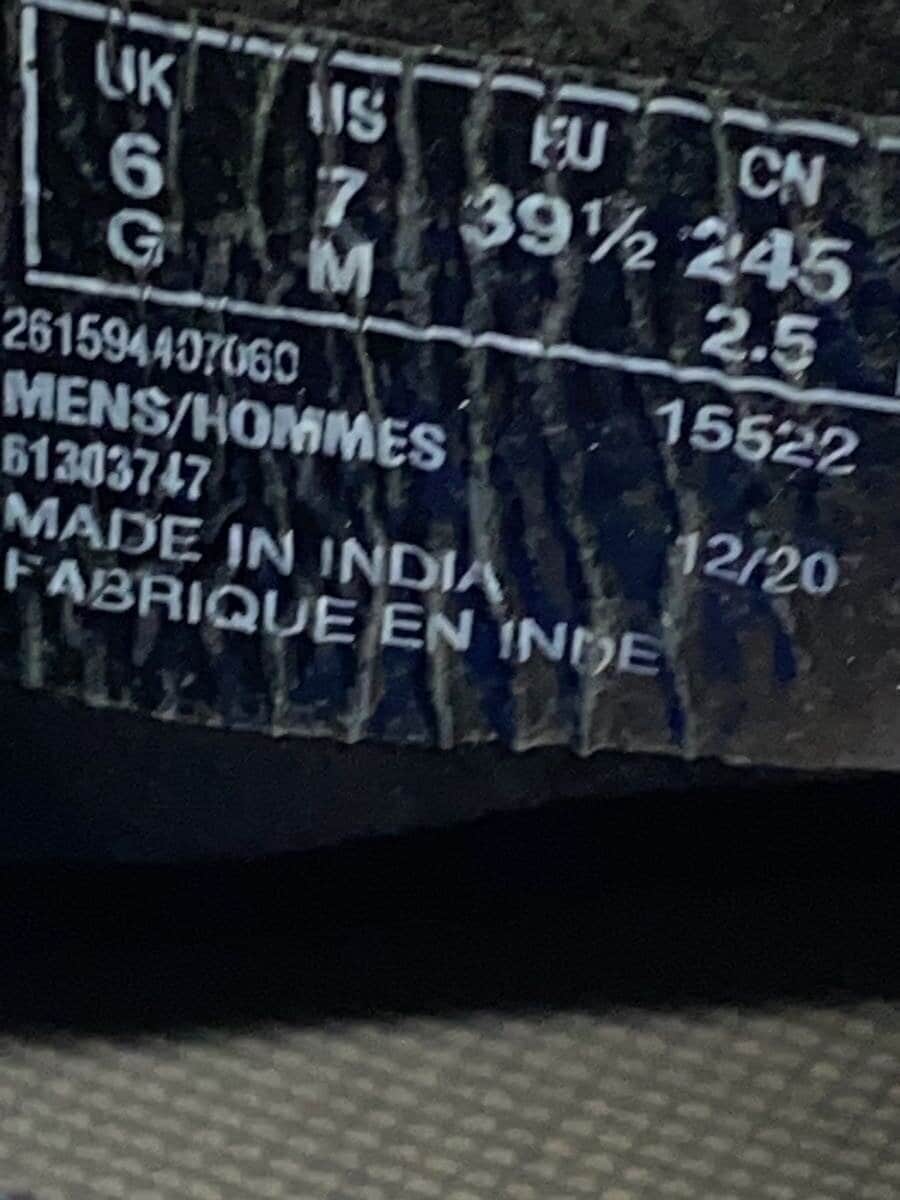 UK US EU CN
6 7 39½ 245
G M 2.5
261594407060
MENS/HOMMES 15522
61303747
MADE IN INDIA 12/20
FABRIQUE EN INDE